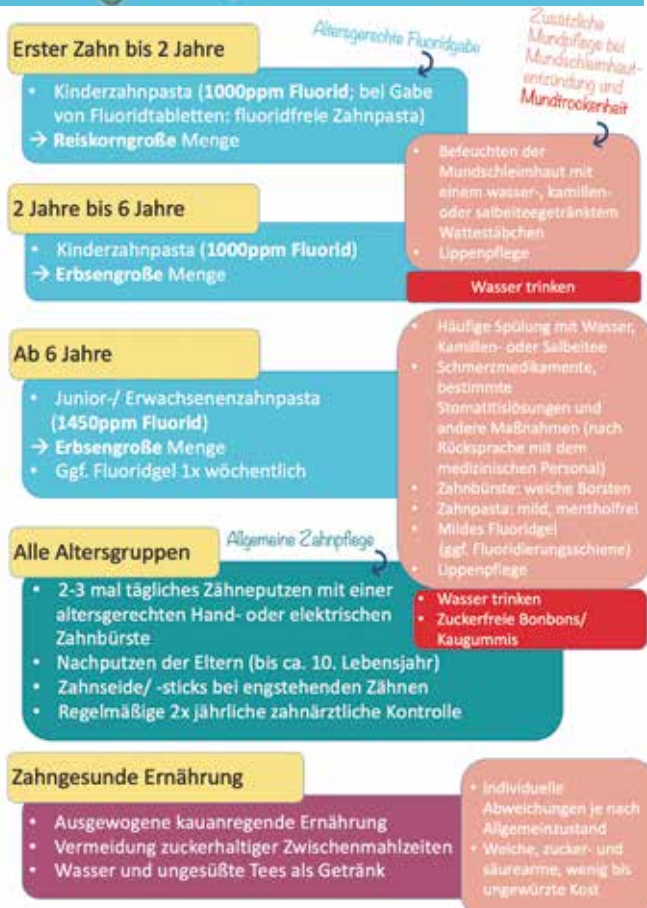 Altersgerechte Fluoridgabe
Zusätzliche
Mundpflege bei
Mundschleimhaut-
entzündung und
Mundtrockenheit
Erster Zahn bis 2 Jahre
• Kinderzahnpasta (1000ppm Fluorid; bei Gabe
von Fluoridtabletten: fluoridfreie Zahnpasta)
→ Reiskorngroße Menge
• Befeuchten der
Mundschleimhaut mit
einem wasser-, kamillen-
oder salbeiteegetränktem
Wattestäbchen
• Lippenpflege
Wasser trinken
2 Jahre bis 6 Jahre
• Kinderzahnpasta (1000ppm Fluorid)
→ Erbsengroße Menge
Ab 6 Jahre
• Junior-/ Erwachsenenzahnpasta
(1450ppm Fluorid)
→ Erbsengroße Menge
• Ggf. Fluoridgel 1x wöchentlich
• Häufige Spülung mit Wasser,
Kamillen- oder Salbeitee
• Schmerzmedikamente,
bestimmte
Stomatitislösungen und
andere Maßnahmen (nach
Rücksprache mit dem
medizinischen Personal)
• Zahnbürste: weiche Borsten
• Zahnpasta: mild, mentholfrei
• Mildes Fluoridgel
(ggf. Fluoridierungsschiene)
• Lippenpflege
• Wasser trinken
• Zuckerfreie Bonbons/
Kaugummis
Alle Altersgruppen
Allgemeine Zahnpflege
• 2-3 mal tägliches Zähneputzen mit einer
altersgerechten Hand- oder elektrischen
Zahnbürste
• Nachputzen der Eltern (bis ca. 10. Lebensjahr)
• Zahnseide/ -sticks bei engstehenden Zähnen
• Regelmäßige 2x jährliche zahnärztliche Kontrolle
Zahngesunde Ernährung
• Ausgewogene kauanregende Ernährung
• Vermeidung zuckerhaltiger Zwischenmahlzeiten
• Wasser und ungesüßte Tees als Getränk
• Individuelle
Abweichungen je nach
Allgemeinzustand
• Weiche, zucker- und
säurearme, wenig bis
ungewürzte Kost